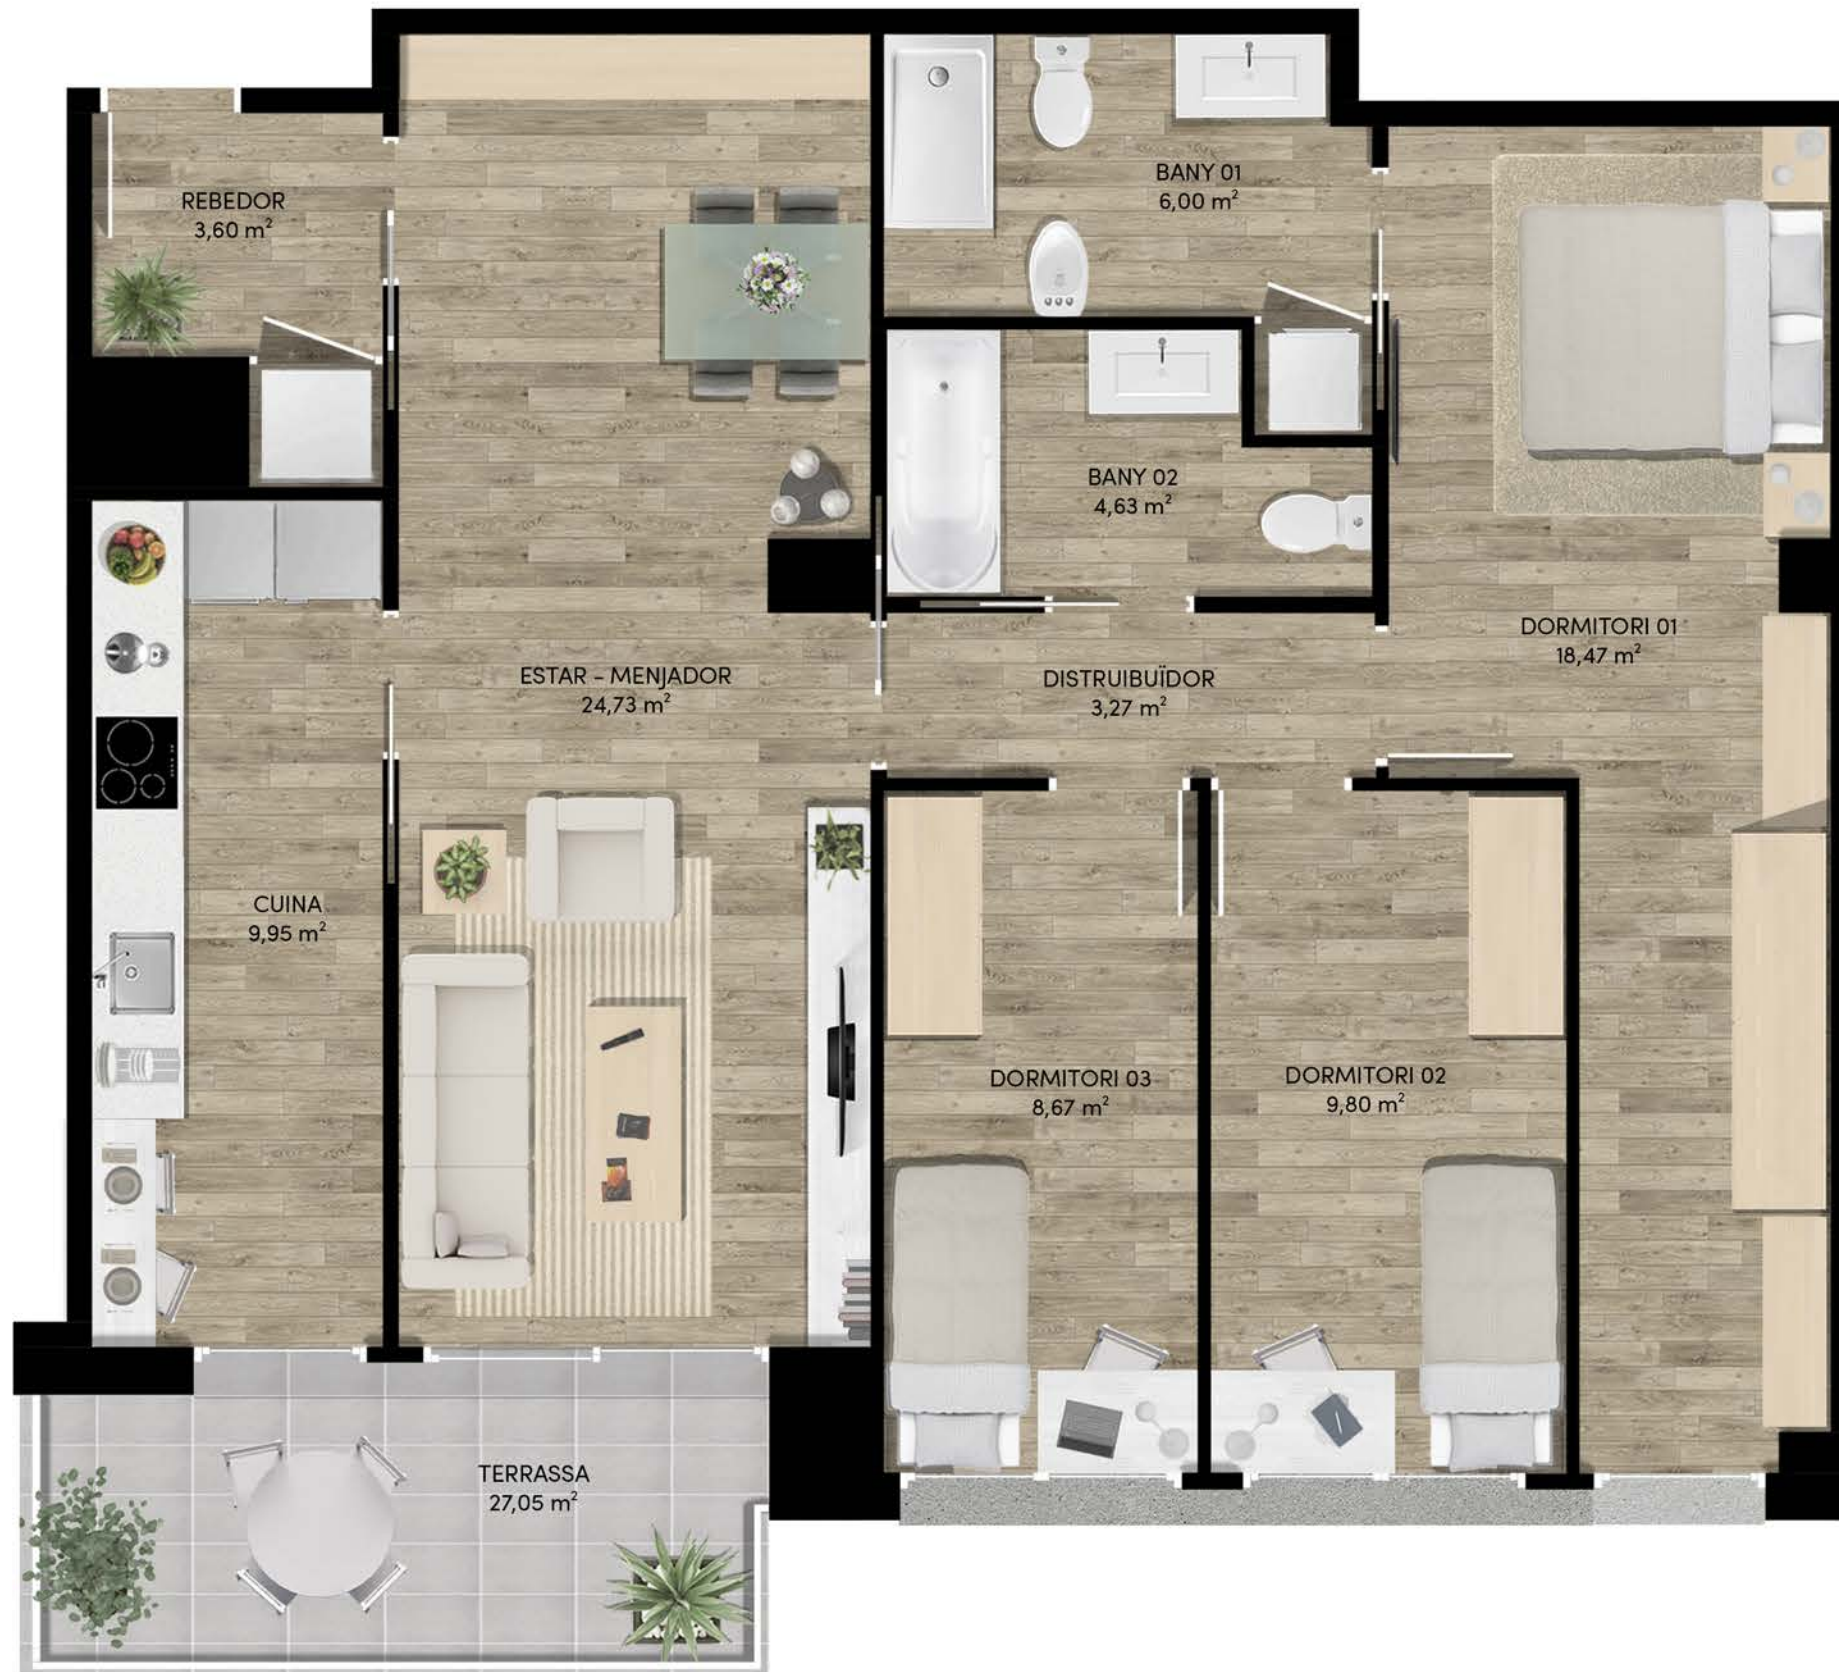 REBEDOR
3,60 m²
BANY 01
6,00 m²
BANY 02
4,63 m²
DORMITORI 01
18,47 m²
ESTAR - MENJADOR
24,73 m²
DISTRUIBUÏDOR
3,27 m²
CUINA
9,95 m²
DORMITORI 03
8,67 m²
DORMITORI 02
9,80 m²
TERRASSA
27,05 m²